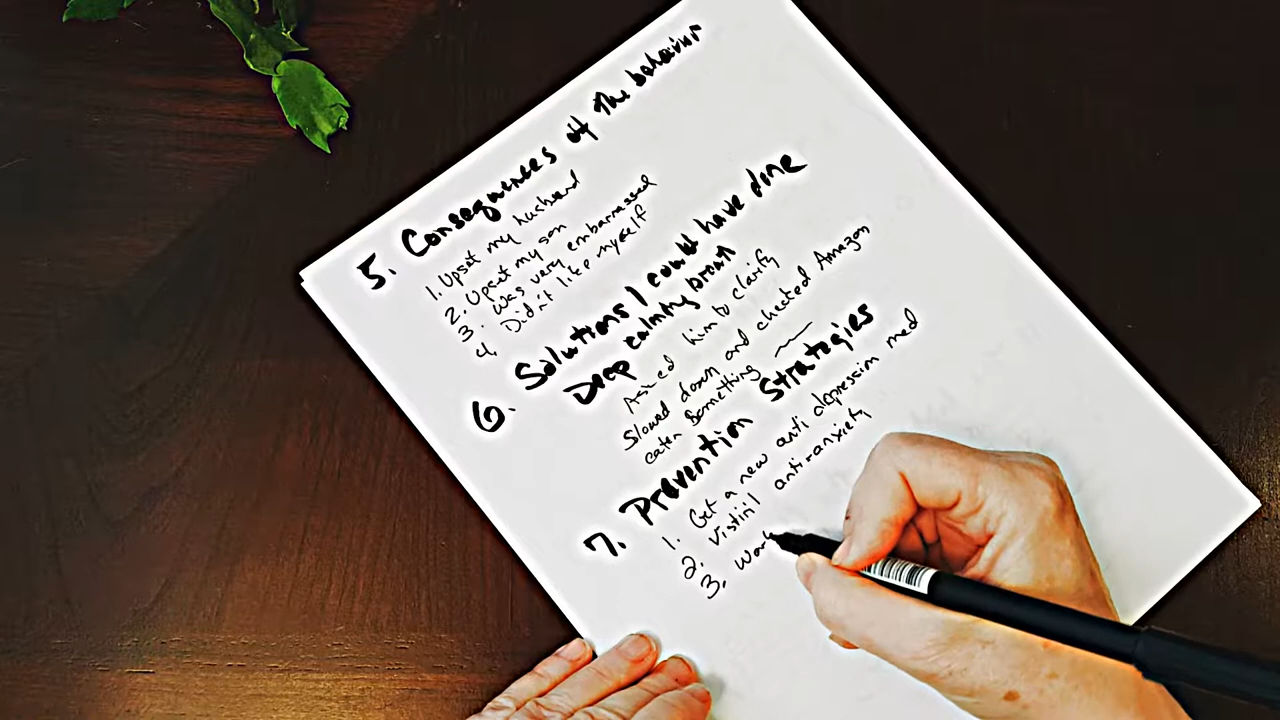 5. Consequences of the behavior
1. Upset my husband
2. Upset my son
3. Was very embarrassed
4. Didn't like myself
6. Solutions I could have done
Deep calming breath
Asked him to clarify
Slowed down and checked Amazon
eaten something
7. Prevention Strategies
1. Get a new anti depression med
2. Vistiril anti-anxiety
3. Work